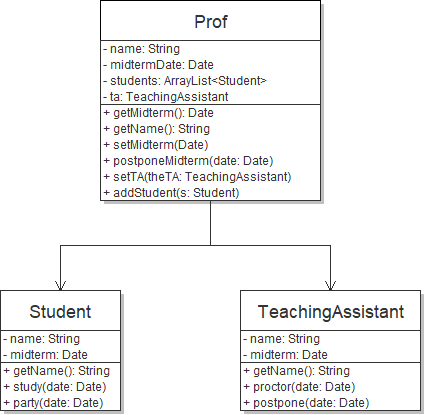 Prof
- name: String
- midtermDate: Date
- students: ArrayList<Student>
- ta: TeachingAssistant
+ getMidterm(): Date
+ getName(): String
+ setMidterm(Date)
+ postponeMidterm(date: Date)
+ setTA(theTA: TeachingAssistant)
+ addStudent(s: Student)
Student
- name: String
- midterm: Date
+ getName(): String
+ study(date: Date)
+ party(date: Date)
TeachingAssistant
- name: String
- midterm: Date
+ getName(): String
+ proctor(date: Date)
+ postpone(date: Date)